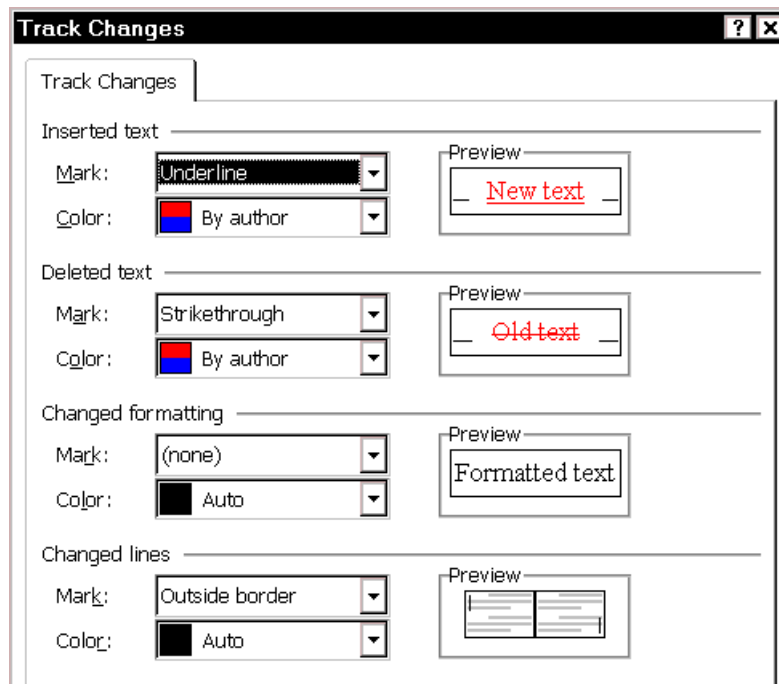 Track Changes
Track Changes
Inserted text
Preview
Mark: Underline
New text
Color: By author
Deleted text
Preview
Mark: Strikethrough
Old text
Color: By author
Changed formatting
Preview
Mark: (none)
Formatted text
Color: Auto
Changed lines
Preview
Mark: Outside border
Color: Auto